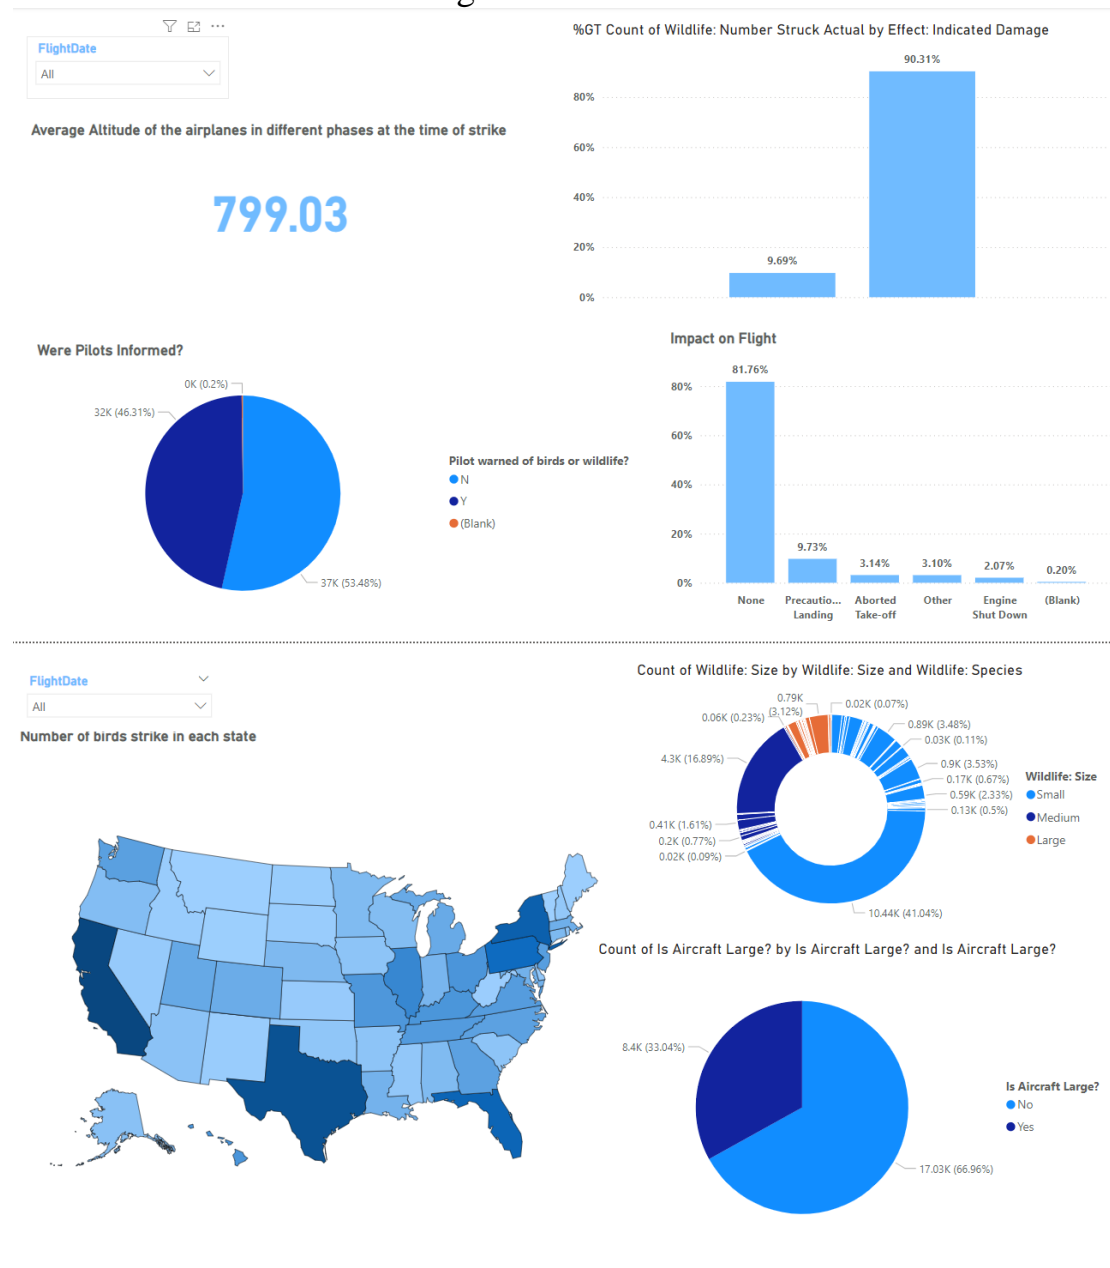 FlightDate
All
Average Altitude of the airplanes in different phases at the time of strike
799.03
%GT Count of Wildlife: Number Struck Actual by Effect: Indicated Damage
90.31%
80%
60%
40%
20%
9.69%
0%
Were Pilots Informed?
0K (0.2%)
32K (46.31%)
37K (53.48%)
Pilot warned of birds or wildlife?
N
Y
(Blank)
Impact on Flight
81.76%
80%
60%
40%
20%
0%
9.73%
3.14%
3.10%
2.07%
0.20%
None
Precautio... Landing
Aborted Take-off
Other
Engine Shut Down
(Blank)
FlightDate
All
Number of birds strike in each state
Count of Wildlife: Size by Wildlife: Size and Wildlife: Species
0.79K
(3.12%)
0.02K (0.07%)
0.06K (0.23%)
0.89K (3.48%)
0.03K (0.11%)
4.3K (16.89%)
0.9K (3.53%)
0.17K (0.67%)
0.59K (2.33%)
0.13K (0.5%)
0.41K (1.61%)
0.2K (0.77%)
0.02K (0.09%)
10.44K (41.04%)
Wildlife: Size
Small
Medium
Large
Count of Is Aircraft Large? by Is Aircraft Large? and Is Aircraft Large?
8.4K (33.04%)
17.03K (66.96%)
Is Aircraft Large?
No
Yes